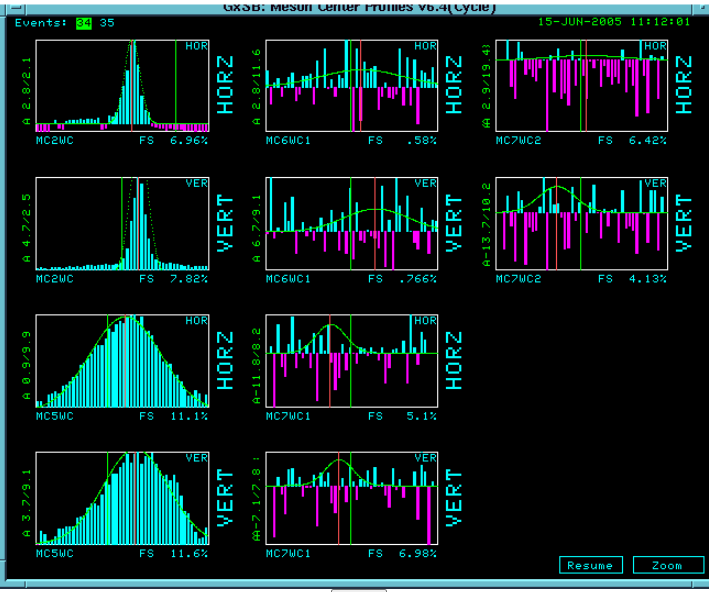 GxSB: Meson Center Profiles V6.4(Cycle)
Events: 34 35
15-JUN-2005 11:12:01
HOR
A 2.8/2.1
HORZ
MC2WC FS 6.96%
HOR
A 2.8/11.6
HORZ
MC6WC1 FS .58%
HOR
A 2.9/19.43
HORZ
MC7WC2 FS 6.42%
VER
A 4.7/2.5
VERT
MC2WC FS 7.82%
VER
A 6.7/9.1
VERT
MC6WC1 FS .766%
VER
A-13.7/10.2
VERT
MC7WC2 FS 4.13%
HOR
A 0.9/9.9
HORZ
MC5WC FS 11.1%
HOR
A-11.8/8.2
HORZ
MC7WC1 FS 5.1%
VER
A 3.7/9.1
VERT
MC5WC FS 11.6%
VER
VERT
MC7WC1 FS 6.98%
Resume Zoom